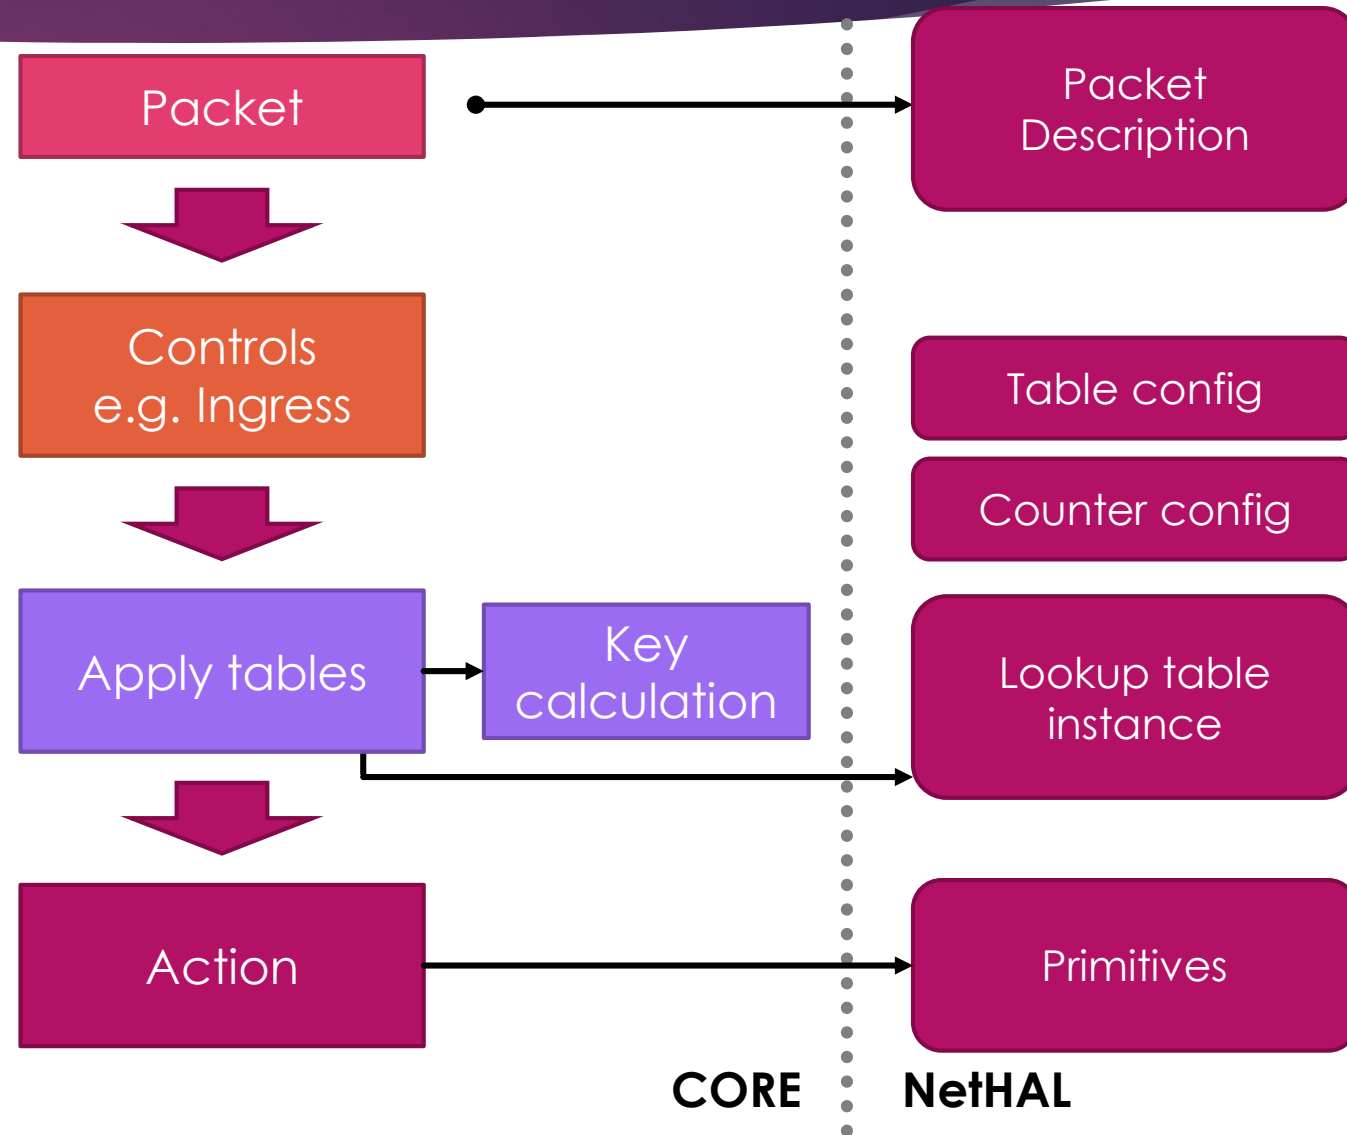 Packet
Packet
Description
Controls
e.g. Ingress
Table config
Counter config
Apply tables
Key
calculation
Lookup table
instance
Action
Primitives
CORE
NetHAL